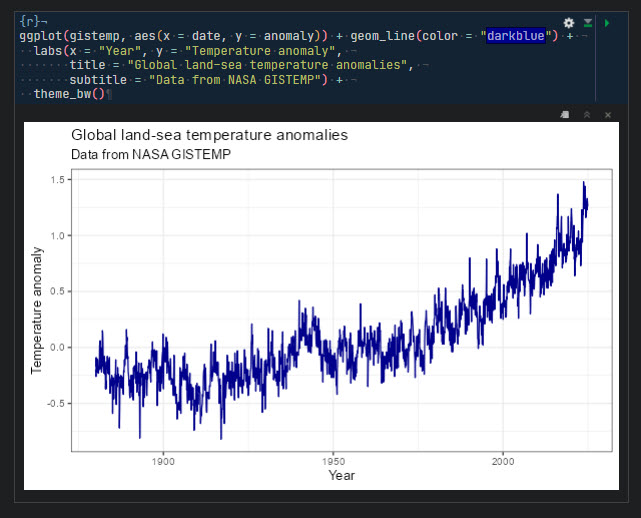 {r}¬
ggplot(gistemp, aes(x = date, y = anomaly)) + geom_line(color = "darkblue") + ¬
labs(x = "Year", y = "Temperature anomaly", ¬
title = "Global land-sea temperature anomalies", ¬
subtitle = "Data from NASA GISTEMP") + ¬
theme_bw()¶
Global land-sea temperature anomalies
Data from NASA GISTEMP
1.5
1.0
0.5
0.0
-0.5
Temperature anomaly
1900 1950 2000
Year